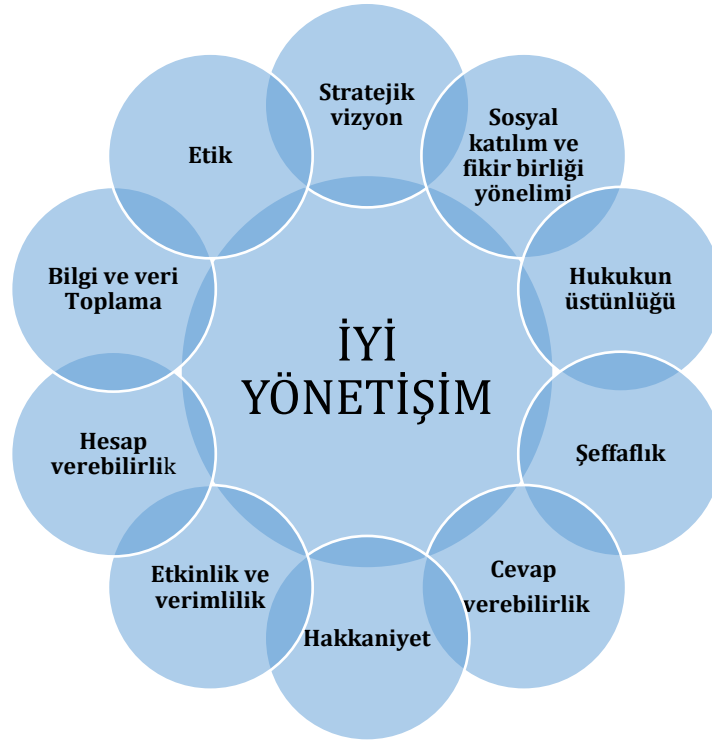 Stratejik
vizyon
Sosyal
katılım ve
fikir birliği
yönelimi
Hukukun
üstünlüğü
Şeffaflık
Cevap
verebilirlik
Hakkaniyet
Etkinlik ve
verimlilik
Hesap
verebilirlik
Bilgi ve veri
Toplama
Etik
İYİ
YÖNETİŞİM